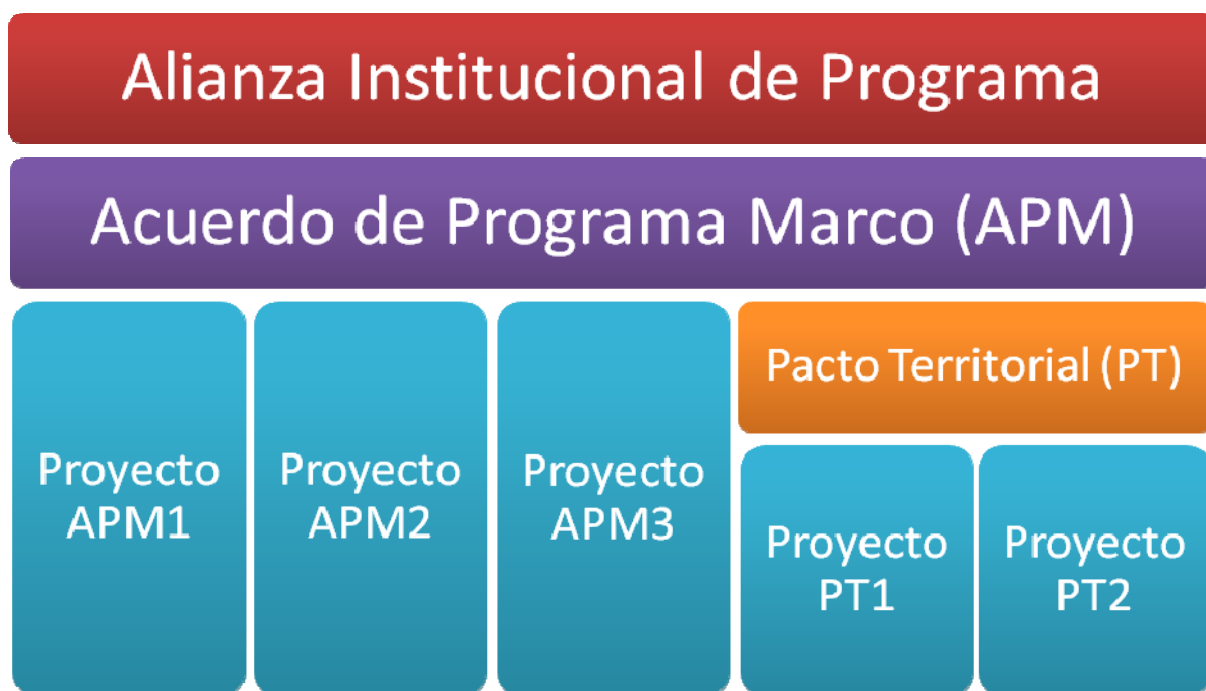 Alianza Institucional de Programa
Acuerdo de Programa Marco (APM)
Proyecto
APM1
Proyecto
APM2
Proyecto
APM3
Pacto Territorial (PT)
Proyecto
PT1
Proyecto
PT2